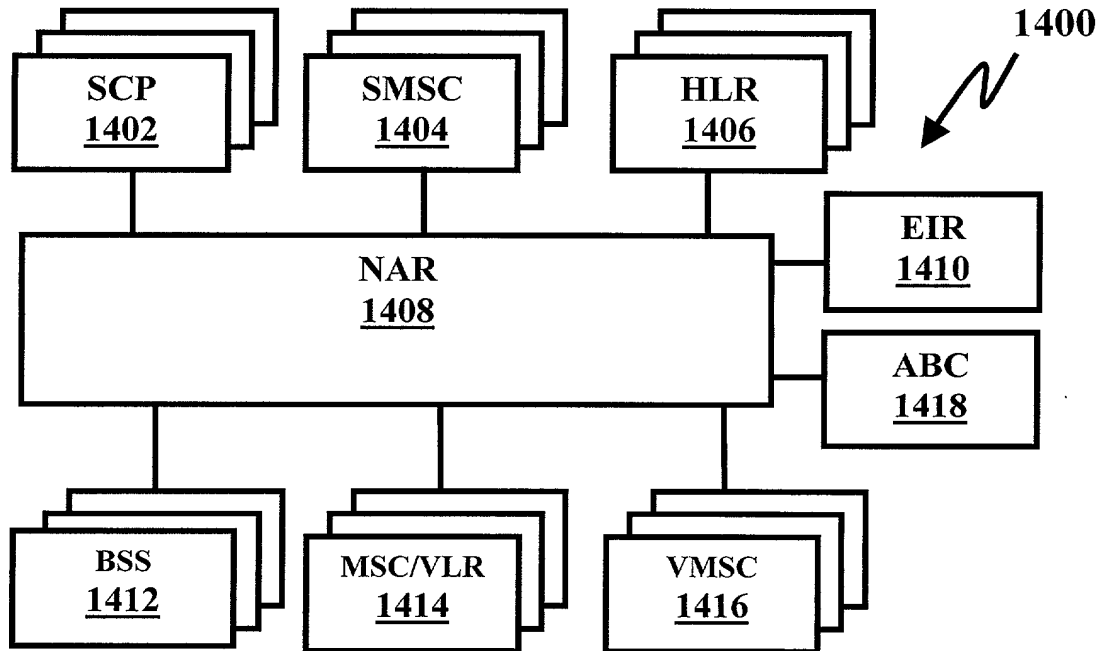 1400
SCP
1402
SMSC
1404
HLR
1406
NAR
1408
EIR
1410
ABC
1418
BSS
1412
MSC/VLR
1414
VMSC
1416